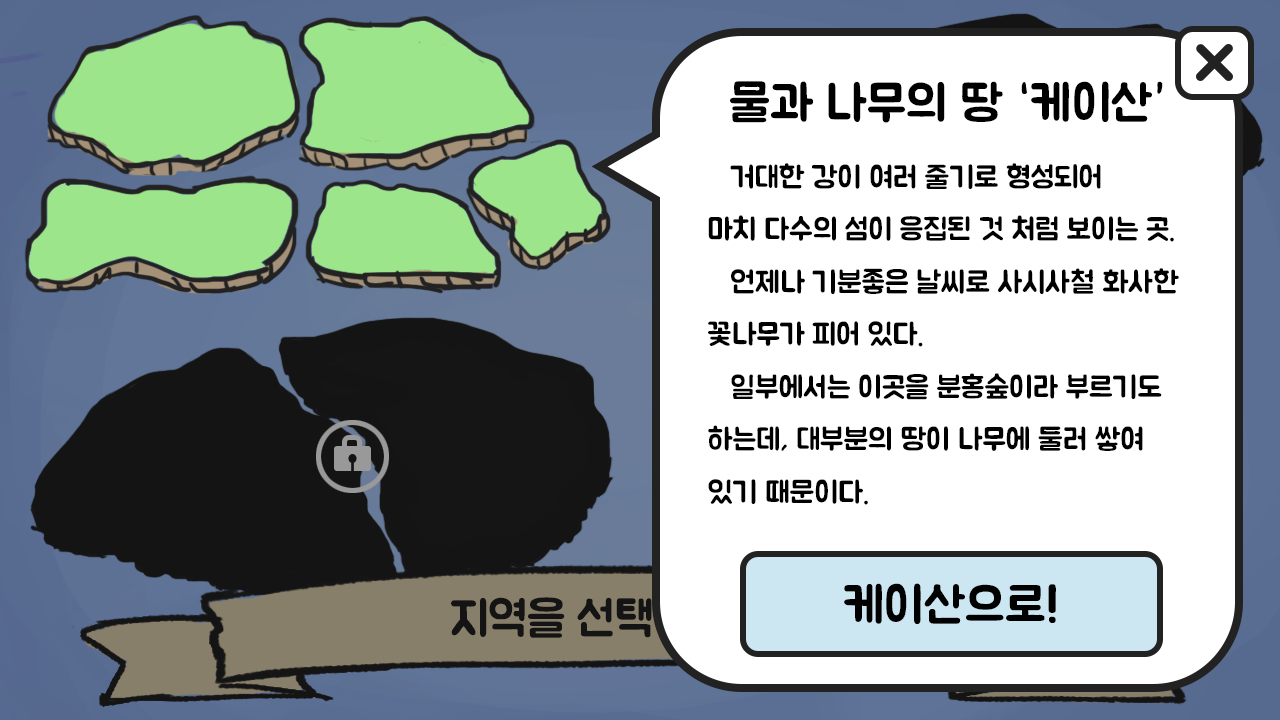 물과 나무의 땅 '케이산'
거대한 강이 여러 줄기로 형성되어
마치 다수의 섬이 응집된 것 처럼 보이는 곳.
언제나 기분좋은 날씨로 사시사철 화사한
꽃나무가 피어 있다.
일부에서는 이곳을 분홍숲이라 부르기도
하는데, 대부분의 땅이 나무에 둘러 쌓여
있기 때문이다.
케이산으로!
지역을 선택